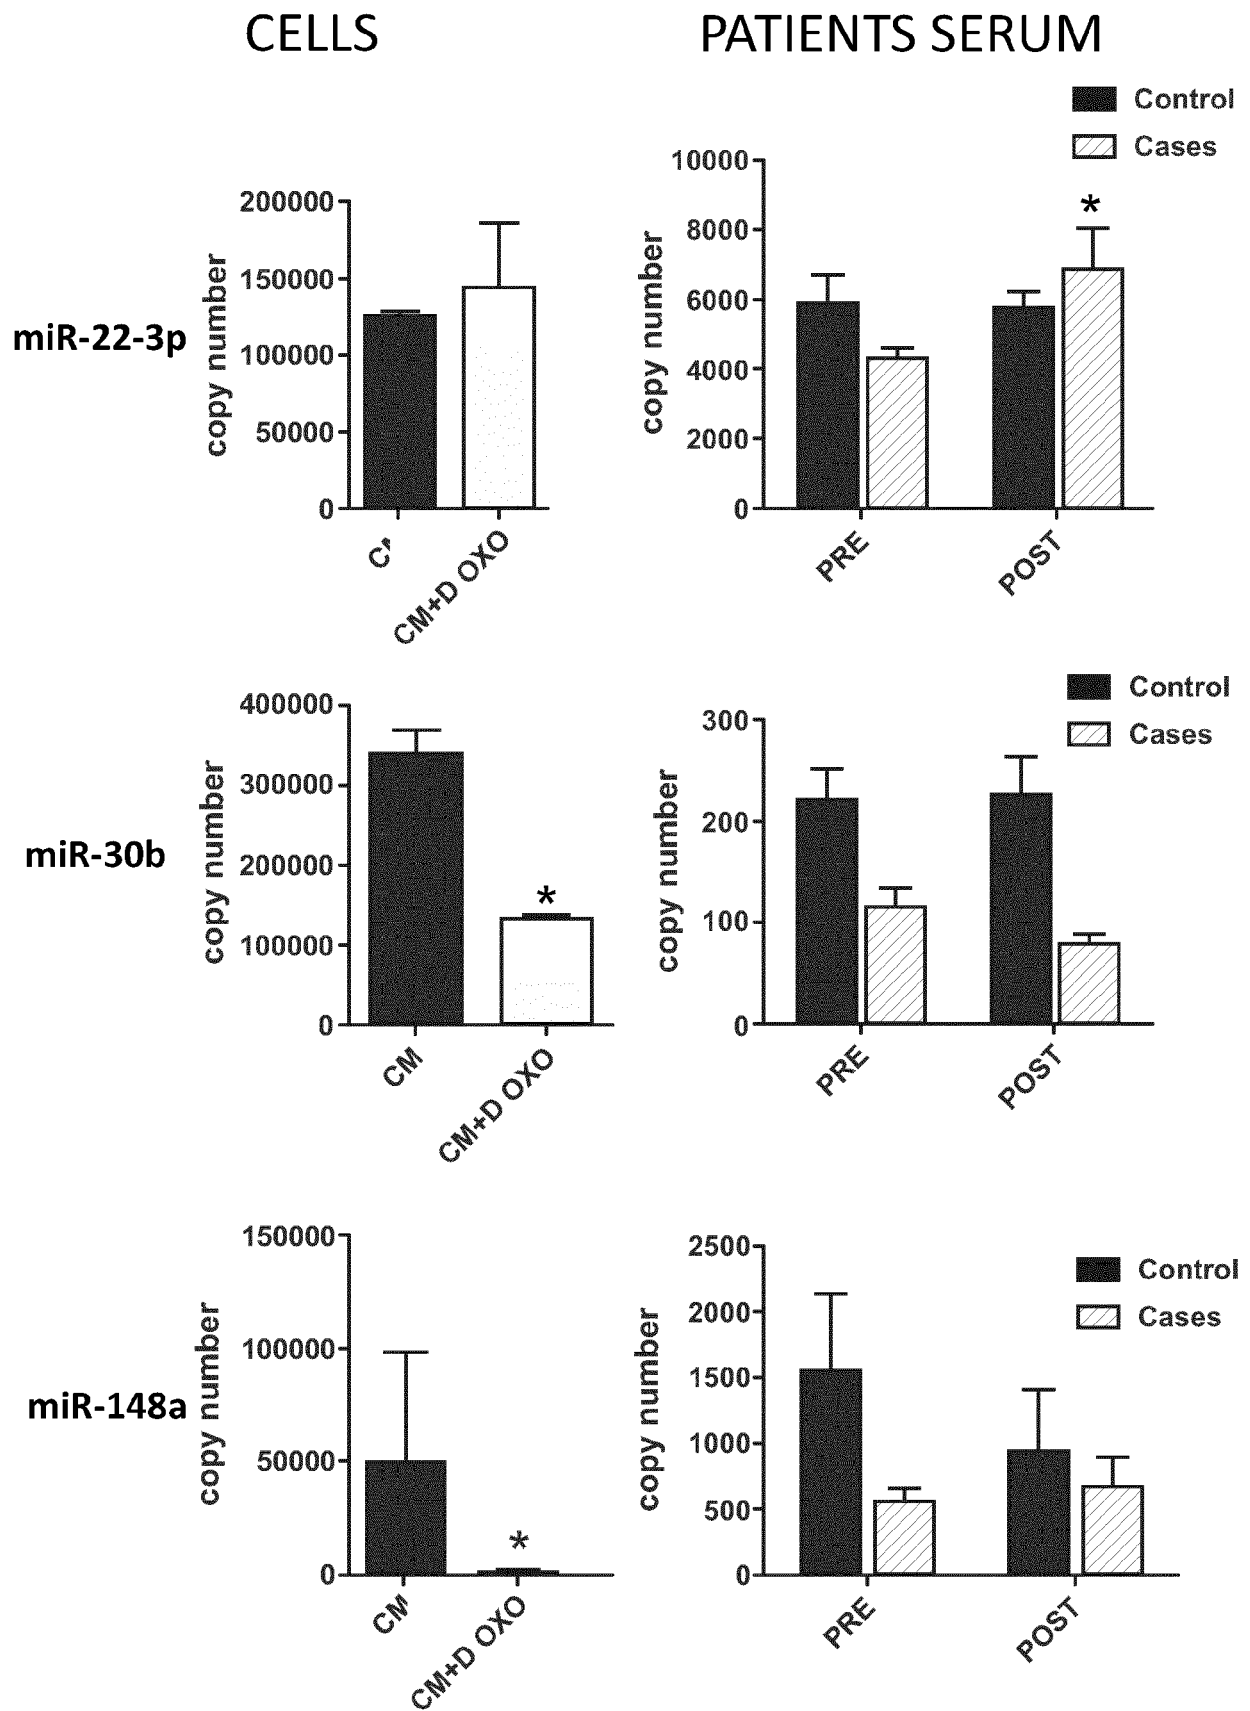 CELLS
PATIENTS SERUM
miR-22-3p
copy number
200000
150000
100000
50000
0
CM+D OXO
Control
Cases
copy number
10000
8000
6000
4000
2000
0
*
PRE
POST
miR-30b
copy number
400000
300000
200000
100000
0
*
CM
CM+D OXO
Control
Cases
copy number
300
200
100
0
PRE
POST
miR-148a
copy number
150000
100000
50000
0
*
CM
CM+D OXO
Control
Cases
copy number
2500
2000
1500
1000
500
0
PRE
POST